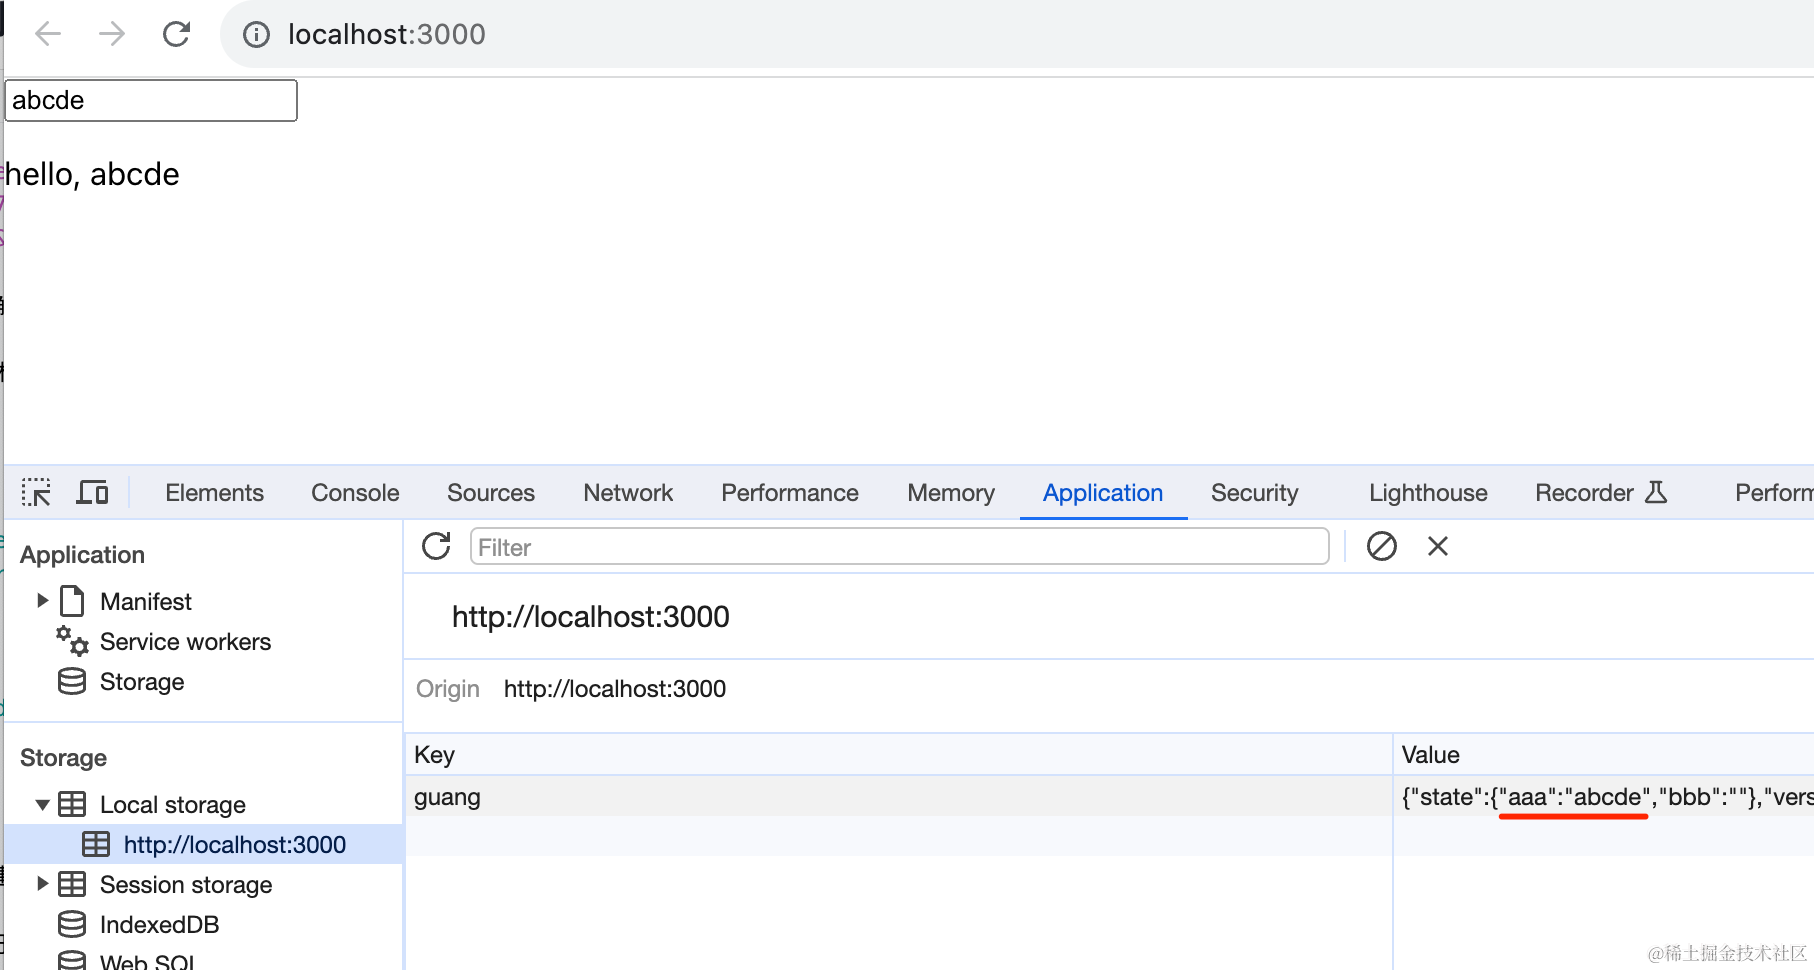 localhost:3000
abcde
hello, abcde
Elements Console Sources Network Performance Memory Application Security Lighthouse Recorder Perform
Application
Manifest
Service workers
Storage
Storage
Local storage
http://localhost:3000
Session storage
IndexedDB
Web SQL
Filter
http://localhost:3000
Origin http://localhost:3000
Key Value
guang {"state":{"aaa":"abcde","bbb":""},"vers
@稀土掘金技术社区